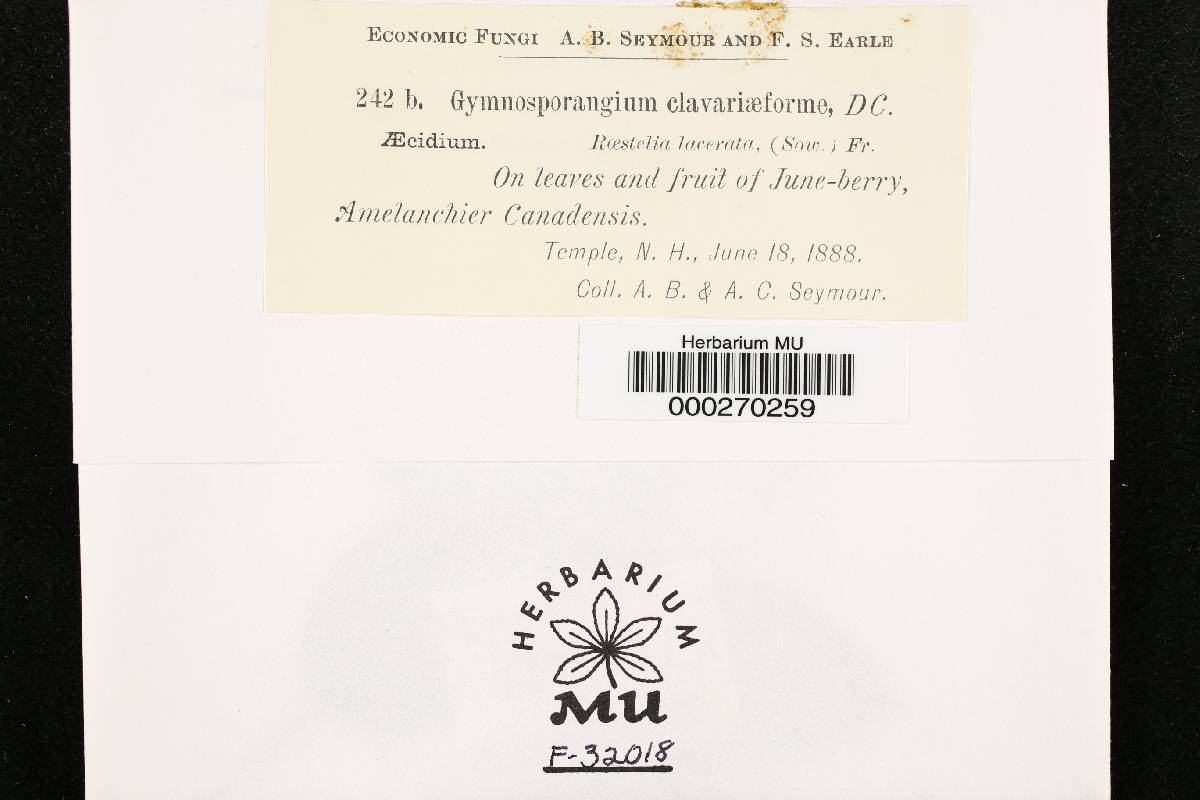 ECONOMIC FUNGI A. B. SEYMOUR AND F. S. EARLE
242 b. Gymnosporangium clavariæforme, DC.
Æcidium. Rœstelia lacerata, (Sow.) Fr.
On leaves and fruit of June-berry,
Amelanchier Canadensis.
Temple, N. H., June 18, 1888.
Coll. A. B. & A. C. Seymour.
Herbarium MU
000270259
HERBARIUM
MU
F-32018